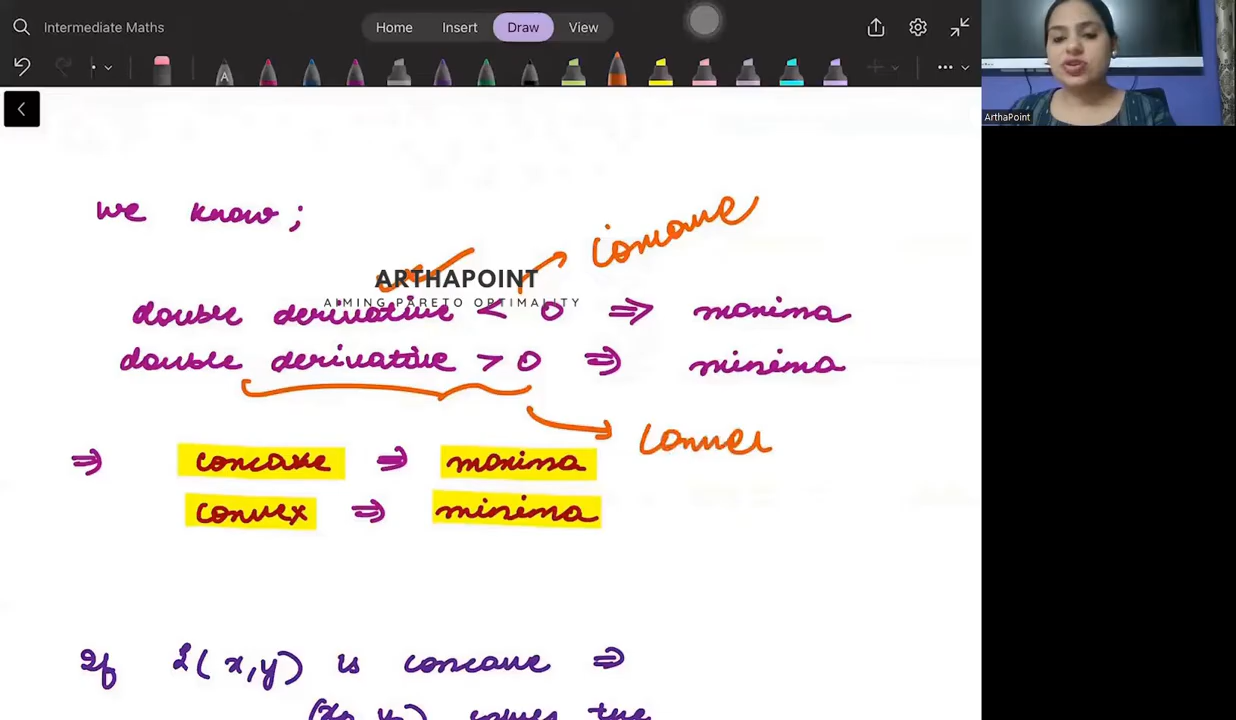 Intermediate Maths
Home Insert Draw View
A
ArthaPoint
we know;
concave
ARTHAPOINT
AIMING PARETO OPTIMALITY
double derivative < 0 ⇒ maxima
double derivative > 0 ⇒ minima
⇒ concave ⇒ maxima
convex ⇒ minima
If L(x,y) is concave ⇒
the